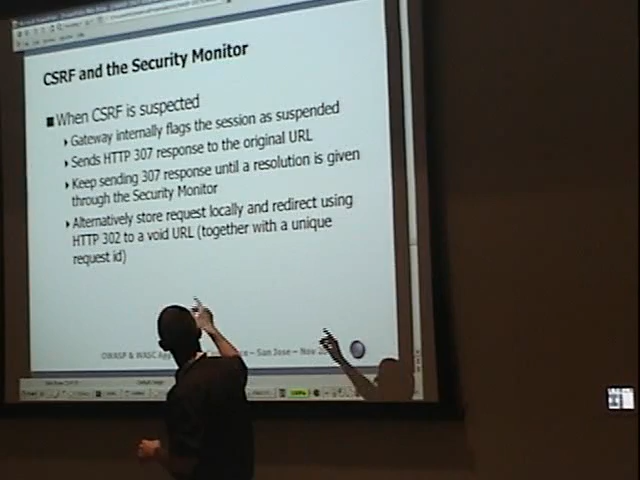 CSRF and the Security Monitor
When CSRF is suspected
Gateway internally flags the session as suspended
Sends HTTP 307 response to the original URL
Keep sending 307 response until a resolution is given
through the Security Monitor
Alternatively store request locally and redirect using
HTTP 302 to a void URL (together with a unique
request id)
OWASP & WASC San Jose – Nov